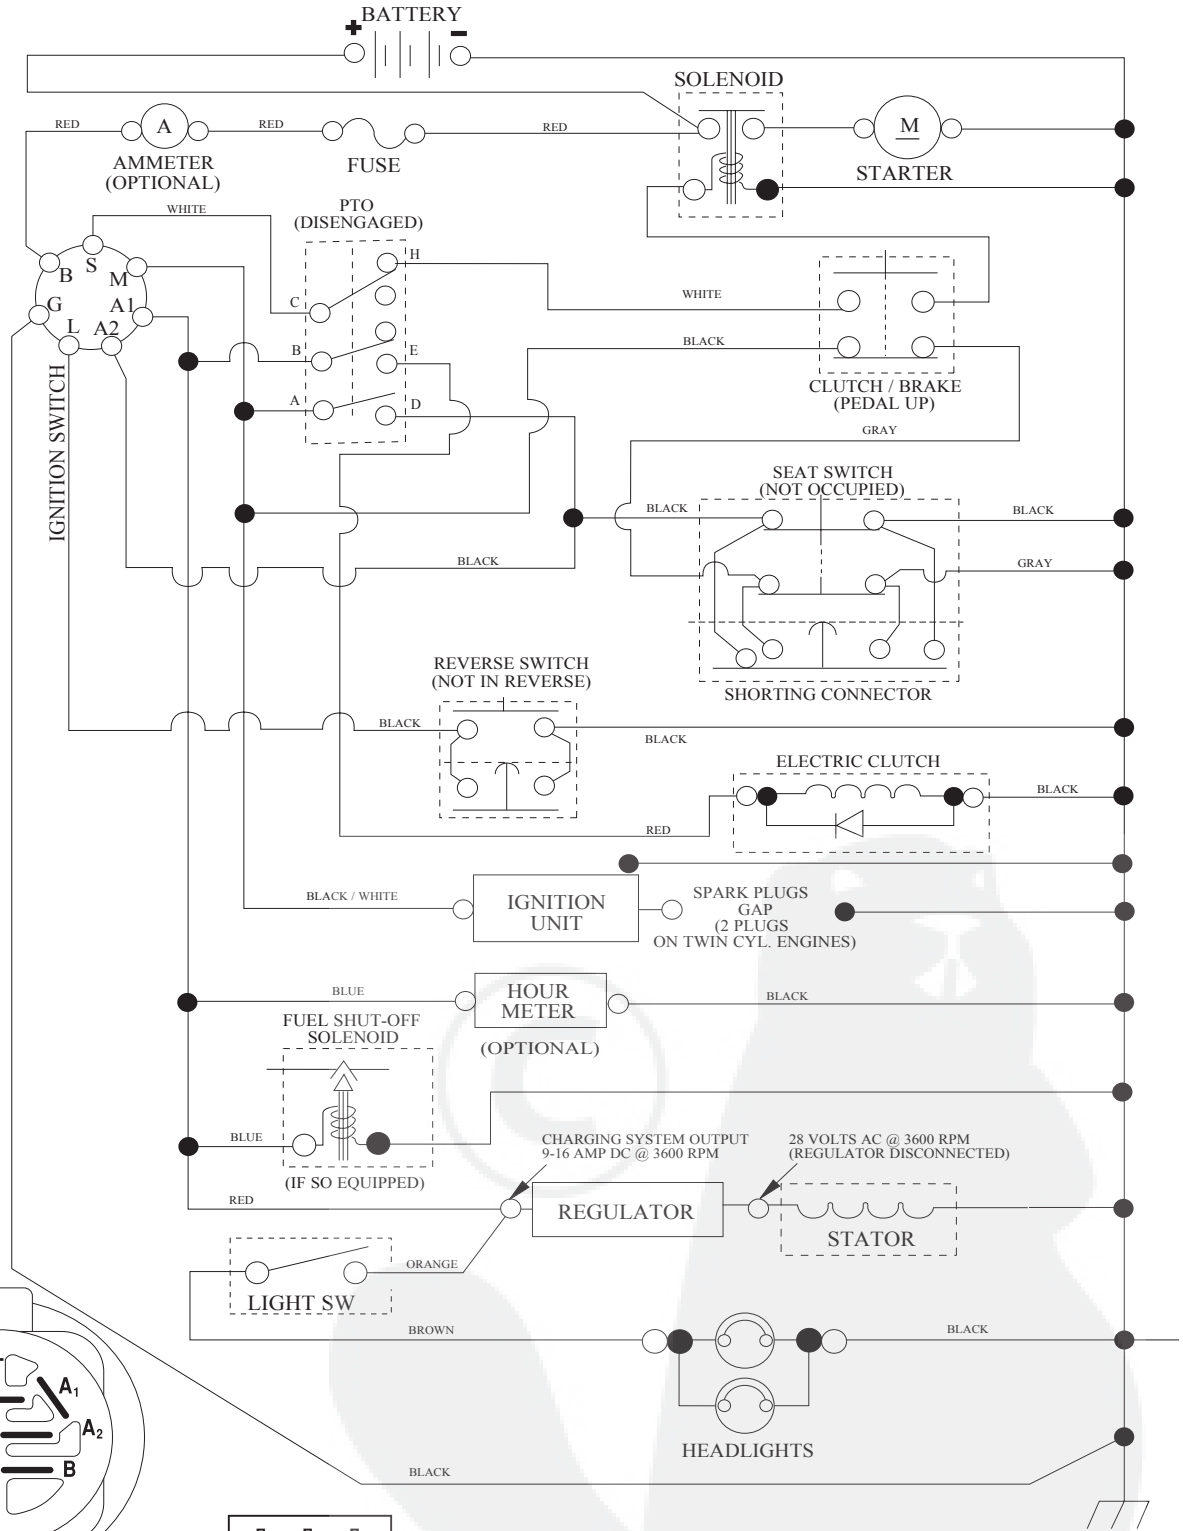 BATTERY
+ -
SOLENOID
RED
A
RED
RED
M
AMMETER
(OPTIONAL)
FUSE
STARTER
WHITE
PTO
(DISENGAGED)
B
S
M
G
A1
L
A2
H
C
B
E
A
D
IGNITION SWITCH
WHITE
BLACK
CLUTCH / BRAKE
(PEDAL UP)
GRAY
SEAT SWITCH
(NOT OCCUPIED)
BLACK
BLACK
BLACK
GRAY
SHORTING CONNECTOR
REVERSE SWITCH
(NOT IN REVERSE)
BLACK
BLACK
ELECTRIC CLUTCH
BLACK
RED
BLACK / WHITE
IGNITION
UNIT
SPARK PLUGS
GAP
(2 PLUGS
ON TWIN CYL. ENGINES)
BLUE
HOUR
METER
BLACK
(OPTIONAL)
FUEL SHUT-OFF
SOLENOID
BLUE
(IF SO EQUIPPED)
CHARGING SYSTEM OUTPUT
9-16 AMP DC @ 3600 RPM
28 VOLTS AC @ 3600 RPM
(REGULATOR DISCONNECTED)
RED
REGULATOR
STATOR
ORANGE
LIGHT SW
BROWN
BLACK
HEADLIGHTS
BLACK
A1
A2
B
©